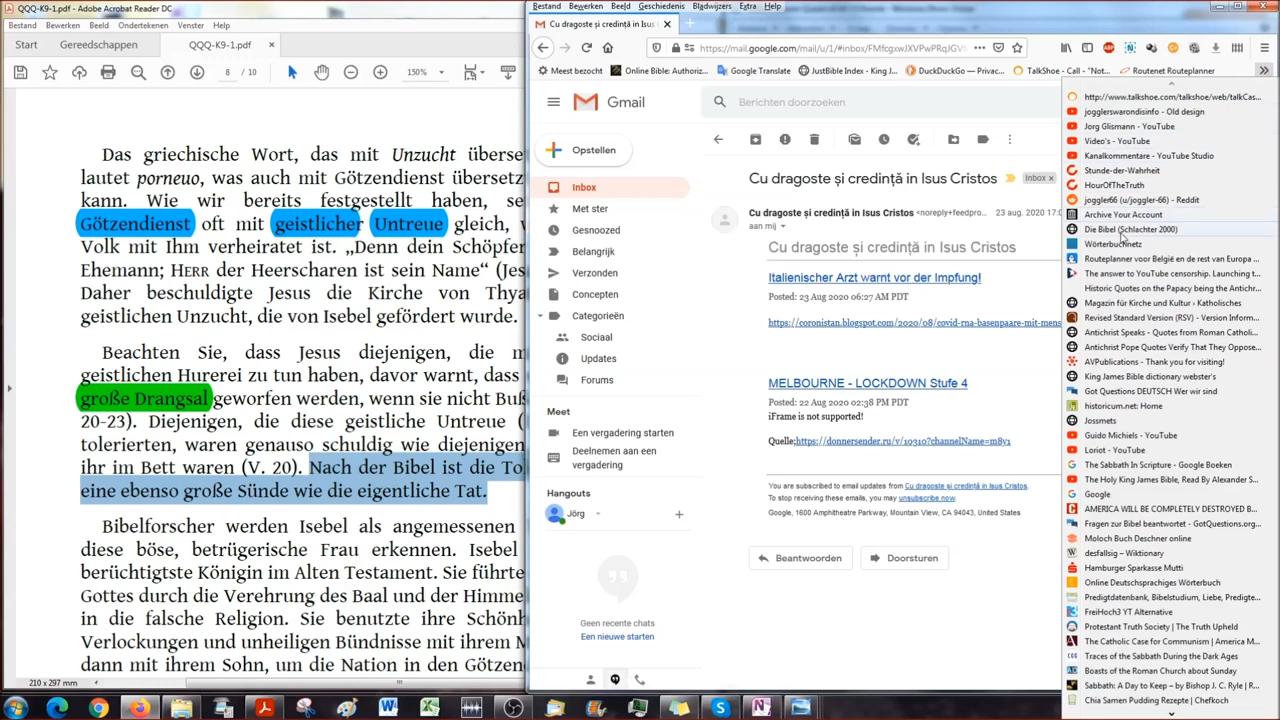 QQQ-K9-1.pdf - Adobe Acrobat Reader DC
Bestand Bewerken Beeld Ondertekenen Venster
Start Gereedschappen QQQ-K9-1.pdf ×
8 / 10 150%
Das griechische Wort, das mit Unzucht überse
lautet porneuo, was auch mit Götzendienst übersetz
kann. Wie wir bereits festgestellt haben, se
Götzendienst oft mit geistlicher Untreue gleich, w
Volk mit Ihm verheiratet ist. „Denn dein Schöpfer
Ehemann; HERR der Heerscharen ist sein Name“ (Jes
Daher beschuldigte Jesus die Kirche von Thya
geistlichen Unzucht, die von Isebel gefördert wurde.
Beachten Sie, dass Jesus diejenigen, die m
geistlichen Hurerei zu tun haben, davor warnt, dass
große Drangsal geworfen werden, wenn sie nicht Buß
20-23). Diejenigen, die diese geistliche Untreue (
tolerierten, waren genauso schuldig wie diejenigen
ihr im Bett waren (V. 20). Nach der Bibel ist die To
eine ebenso große Sünde wie die eigentliche Tat.
Bibelforscher werden Isebel als angemessenen
diese böse, betrügerische Frau erkennen. Isebel
berüchtigtste Königin im Alten Testament. Sie führte
Gottes durch die Verehrung des Baal und der Himme
in die falsche Religion. Sie benutzte ihre Schönh
Verlockungen und unheiligen Bündnisse mit ihrem M
dann mit ihrem Sohn, um die Nation in den Götzend
210 x 297 mm
Bestand Bewerken Beeld Geschiedenis Bladwijzers Extra Help
Cu dragoste și credință in Isus
https://mail.google.com/mail/u/1/#inbox/FMfcgxwJXVPwPRqJGV
Meest bezocht Online Bible: Authoriz... Google Translate JustBible Index - King J... DuckDuckGo — Privac... TalkShoe - Call - "Not... Routenet Routeplanner
Gmail
Berichten doorzoeken
Opstellen
Inbox
Met ster
Gesnoozed
Belangrijk
Verzonden
Concepten
Categorieën
Sociaal
Updates
Forums
Meet
Een vergadering starten
Deelnemen aan een
vergadering
Hangouts
Jörg
Geen recente chats
Een nieuwe starten
Cu dragoste și credință in Isus Cristos Inbox ×
Cu dragoste și credință in Isus Cristos <noreply+feedpro... 23 aug. 2020 17:0
aan mij
Cu dragoste și credință in Isus Cristos
Italienischer Arzt warnt vor der Impfung!
Posted: 23 Aug 2020 06:27 AM PDT
https://coronistan.blogspot.com/2020/08/covid-rna-basenpaare-mit-mens
MELBOURNE - LOCKDOWN Stufe 4
Posted: 22 Aug 2020 02:38 PM PDT
iFrame is not supported!
Quelle;https://donnersender.ru/v/10310?channelName=m8y1
You are subscribed to email updates from Cu dragoste și credință in Isus Cristos.
To stop receiving these emails, you may unsubscribe now.
Google, 1600 Amphitheatre Parkway, Mountain View, CA 94043, United States
Beantwoorden Doorsturen
http://www.talkshoe.com/talkshoe/web/talkCas...
jogglerswarondisinfo - Old design
Jorg Glismann - YouTube
Video's - YouTube
Kanalkommentare - YouTube Studio
Stunde-der-Wahrheit
HourOfTheTruth
joggler66 (u/joggler-66) - Reddit
Archive Your Account
Die Bibel (Schlachter 2000)
Wörterbuchnetz
Routeplanner voor België en de rest van Europa ...
The answer to YouTube censorship. Launching t...
Historic Quotes on the Papacy being the Antichr...
Magazin für Kirche und Kultur › Katholisches
Revised Standard Version (RSV) - Version Inform...
Antichrist Speaks - Quotes from Roman Catholi...
Antichrist Pope Quotes Verify That They Oppose...
AVPublications - Thank you for visiting!
King James Bible dictionary webster's
Got Questions DEUTSCH Wer wir sind
historicum.net: Home
Jossmets
Guido Michiels - YouTube
Loriot - YouTube
The Sabbath In Scripture - Google Boeken
The Holy King James Bible, Read By Alexander S...
Google
AMERICA WILL BE COMPLETELY DESTROYED B...
Fragen zur Bibel beantwortet - GotQuestions.org...
Moloch Buch Deschner online
desfallsig – Wiktionary
Hamburger Sparkasse Mutti
Online Deutschsprachiges Wörterbuch
Predigtdatenbank, Bibelstudium, Liebe, Predigte...
FreiHoch3 YT Alternative
Protestant Truth Society | The Truth Upheld
The Catholic Case for Communism | America M...
Traces of the Sabbath During the Dark Ages
Boasts of the Roman Church about Sunday
Sabbath: A Day to Keep – by Bishop J. C. Ryle | R...
Chia Samen Pudding Rezepte | Chefkoch